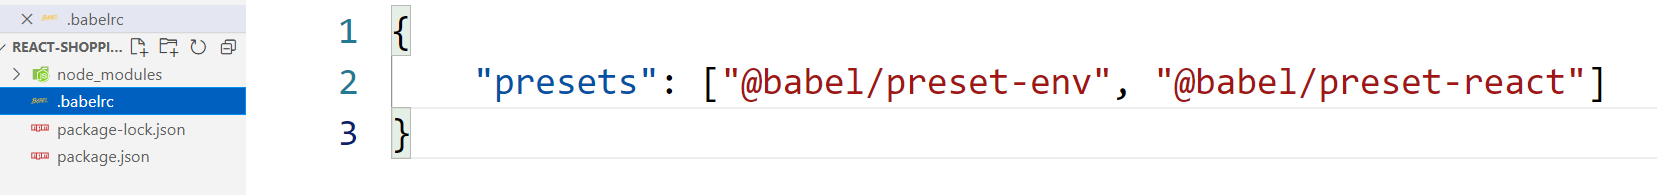 .babelrc
REACT-SHOPPI...
node_modules
.babelrc
package-lock.json
package.json
1 {
2 "presets": ["@babel/preset-env", "@babel/preset-react"]
3 }